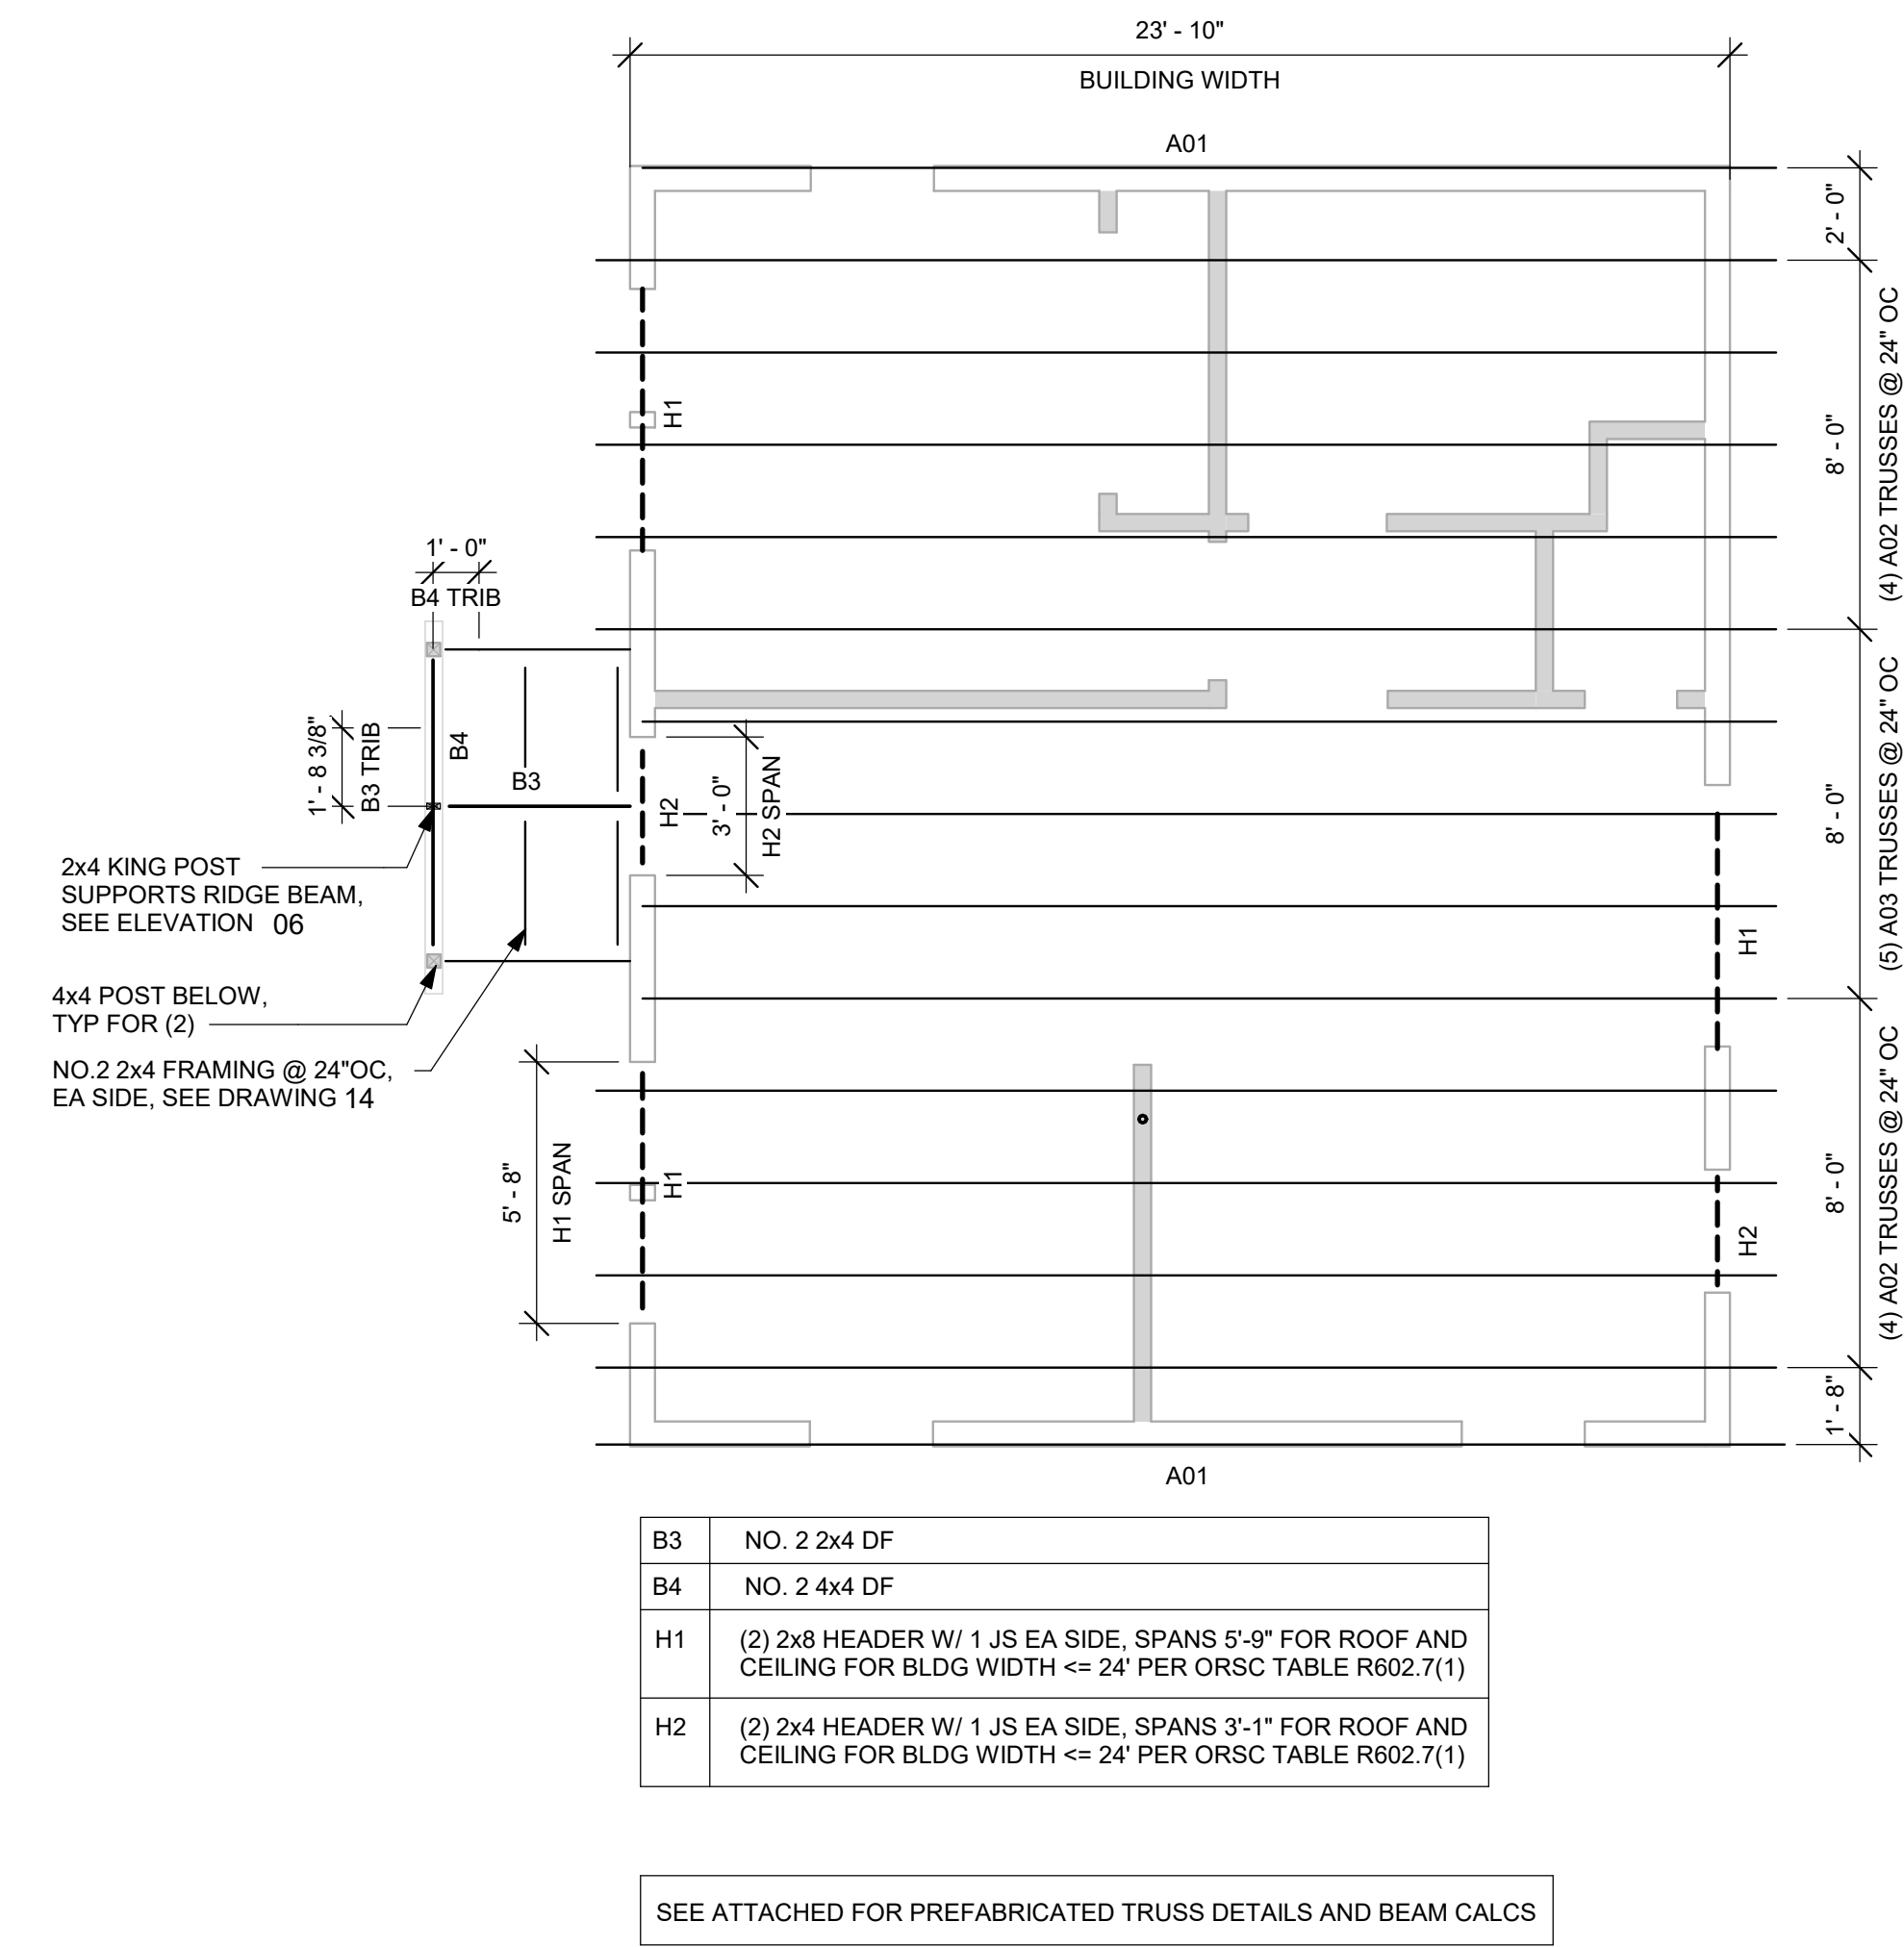 23' - 10"
BUILDING WIDTH
A01
2' - 0"
(4) A02 TRUSSES @ 24" OC
8' - 0"
H1
1' - 0"
B4 TRIB
1' - 8 3/8"
B3 TRIB
B4
B3
H2
3' - 0"
H2 SPAN
8' - 0"
(5) A03 TRUSSES @ 24" OC
2x4 KING POST
SUPPORTS RIDGE BEAM,
SEE ELEVATION 06
H1
4x4 POST BELOW,
TYP FOR (2)
NO.2 2x4 FRAMING @ 24"OC,
EA SIDE, SEE DRAWING 14
5' - 8"
H1 SPAN
H1
H2
8' - 0"
(4) A02 TRUSSES @ 24" OC
1' - 8"
A01
B3 NO. 2 2x4 DF
B4 NO. 2 4x4 DF
H1 (2) 2x8 HEADER W/ 1 JS EA SIDE, SPANS 5'-9" FOR ROOF AND
CEILING FOR BLDG WIDTH <= 24' PER ORSC TABLE R602.7(1)
H2 (2) 2x4 HEADER W/ 1 JS EA SIDE, SPANS 3'-1" FOR ROOF AND
CEILING FOR BLDG WIDTH <= 24' PER ORSC TABLE R602.7(1)
SEE ATTACHED FOR PREFABRICATED TRUSS DETAILS AND BEAM CALCS